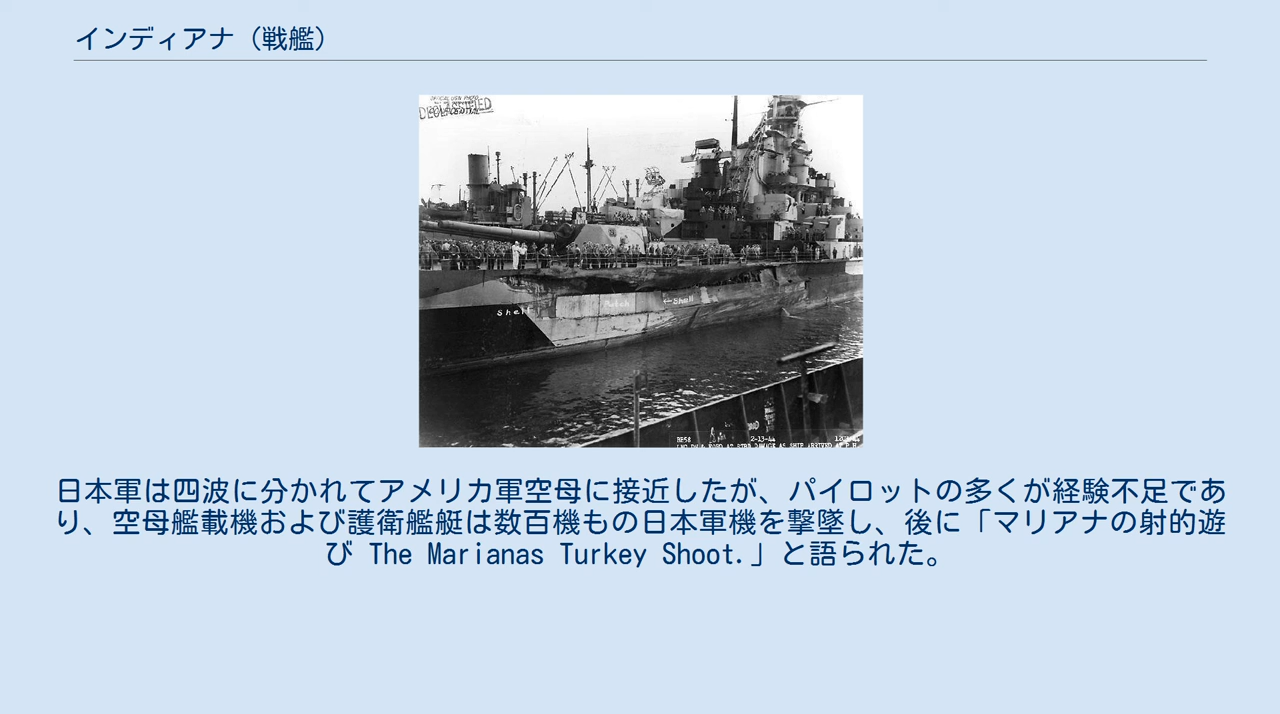 インディアナ（戦艦）
DECLASSIFIED
Shell
Patch
←Shell
2-13-44
日本軍は四波に分かれてアメリカ軍空母に接近したが、パイロットの多くが経験不足であ
り、空母艦載機および護衛艦艇は数百機もの日本軍機を撃墜し、後に「マリアナの射的遊
び The Marianas Turkey Shoot.」と語られた。